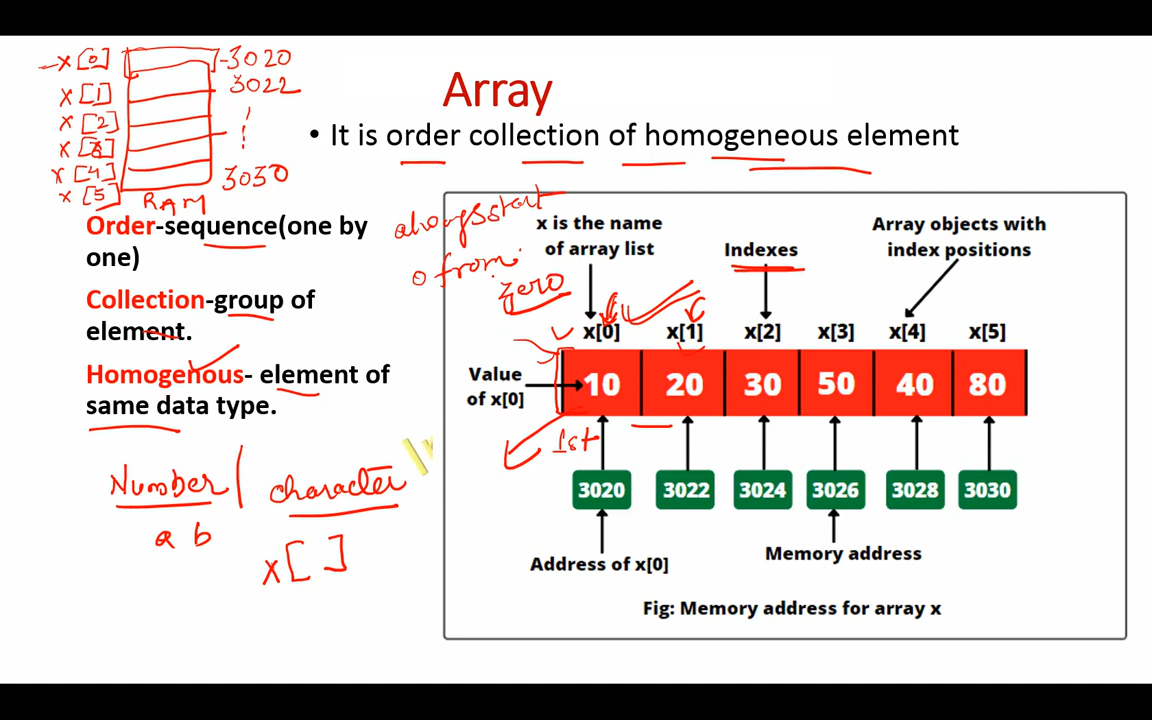 x[0] -3020
x[1] 3022
x[2]
x[3]
x[4] 3030
x[5]
RAM
Array
• It is order collection of homogeneous element
Order-sequence(one by
one)
Collection-group of
element.
Homogenous- element of
same data type.
Number | character
a b
x[ ]
always start
0 from
zero
x is the name
of array list
Indexes
Array objects with
index positions
x[0] x[1] x[2] x[3] x[4] x[5]
Value
of x[0]
10 20 30 50 40 80
1st
3020 3022 3024 3026 3028 3030
Address of x[0]
Memory address
Fig: Memory address for array x